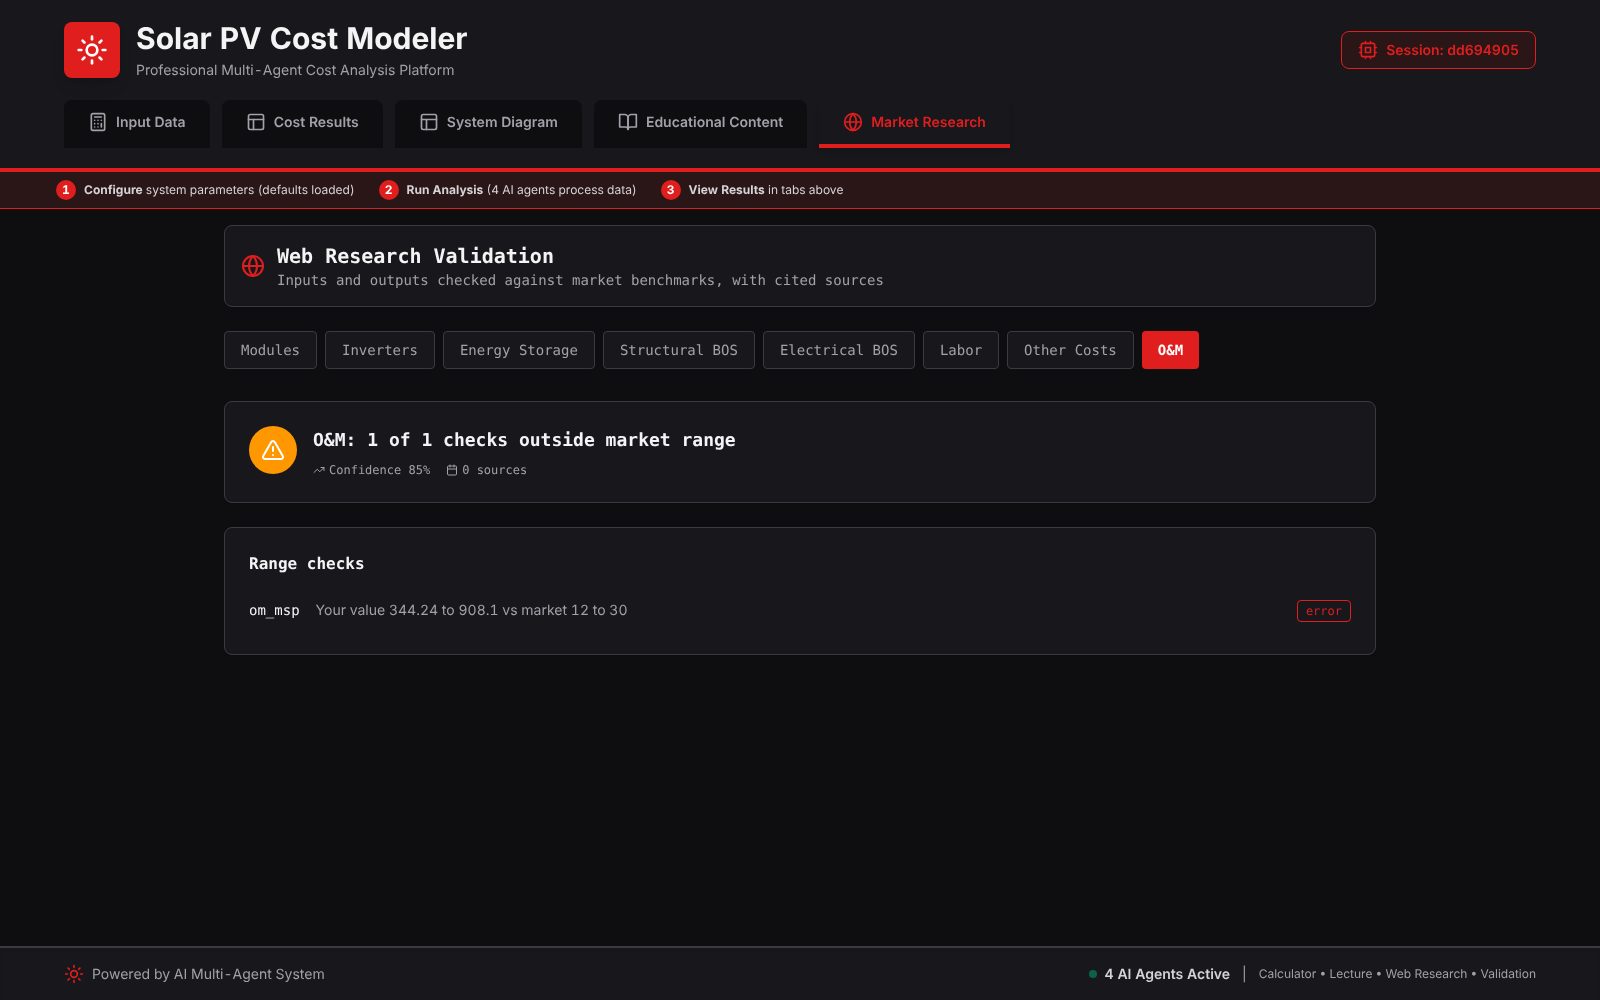 Solar PV Cost Modeler
Professional Multi-Agent Cost Analysis Platform
Session: dd694905
Input Data
Cost Results
System Diagram
Educational Content
Market Research
1 Configure system parameters (defaults loaded)
2 Run Analysis (4 AI agents process data)
3 View Results in tabs above
Web Research Validation
Inputs and outputs checked against market benchmarks, with cited sources
Modules
Inverters
Energy Storage
Structural BOS
Electrical BOS
Labor
Other Costs
O&M
O&M: 1 of 1 checks outside market range
Confidence 85%
0 sources
Range checks
om_msp Your value 344.24 to 908.1 vs market 12 to 30
error
Powered by AI Multi-Agent System
4 AI Agents Active
Calculator • Lecture • Web Research • Validation